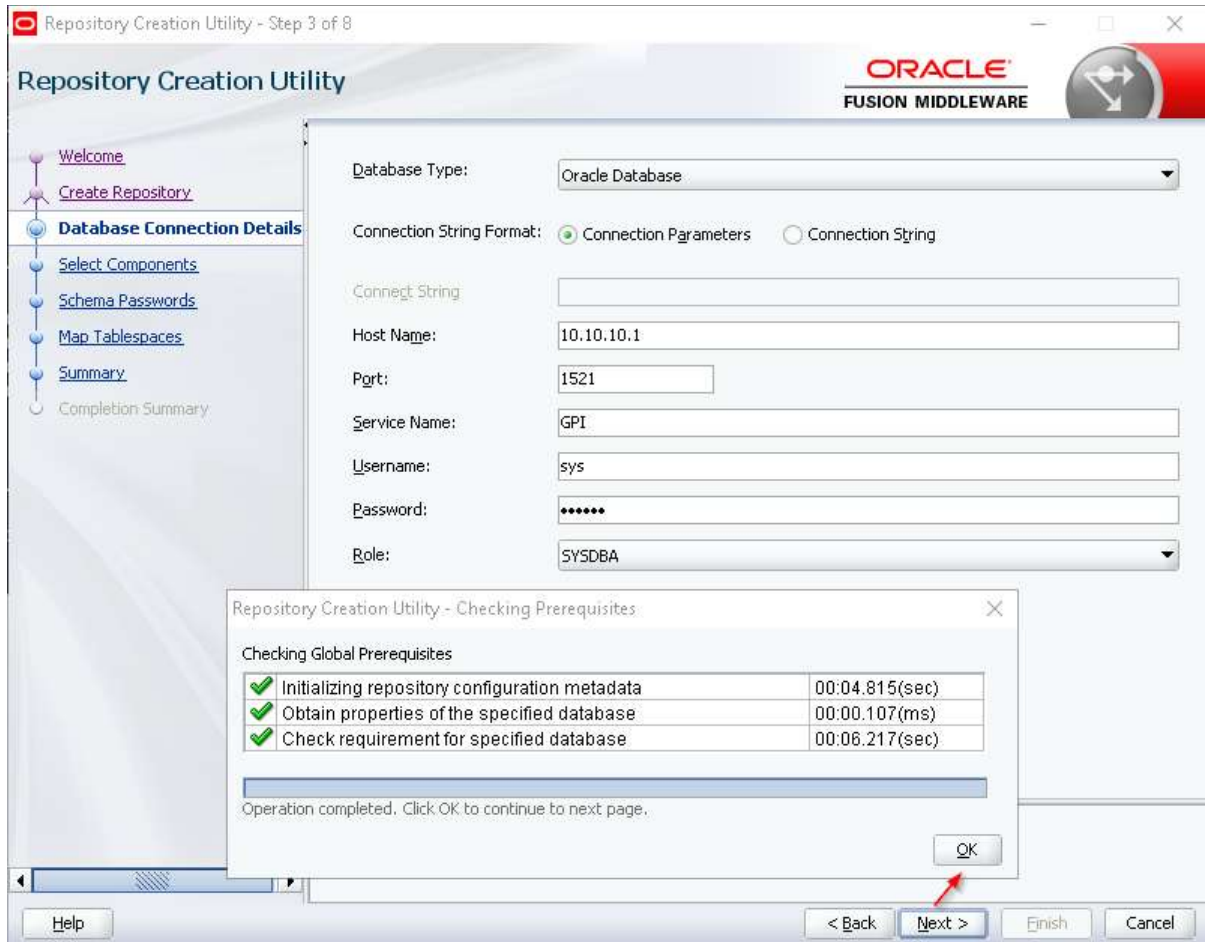 Repository Creation Utility - Step 3 of 8
Repository Creation Utility
ORACLE
FUSION MIDDLEWARE
Welcome
Create Repository
Database Connection Details
Select Components
Schema Passwords
Map Tablespaces
Summary
Completion Summary
Database Type: Oracle Database
Connection String Format: Connection Parameters Connection String
Connect String
Host Name: 10.10.10.1
Port: 1521
Service Name: GPI
Username: sys
Password: ••••••
Role: SYSDBA
Repository Creation Utility - Checking Prerequisites
Checking Global Prerequisites
Initializing repository configuration metadata 00:04.815(sec)
Obtain properties of the specified database 00:00.107(ms)
Check requirement for specified database 00:06.217(sec)
Operation completed. Click OK to continue to next page.
OK
Help < Back Next > Finish Cancel